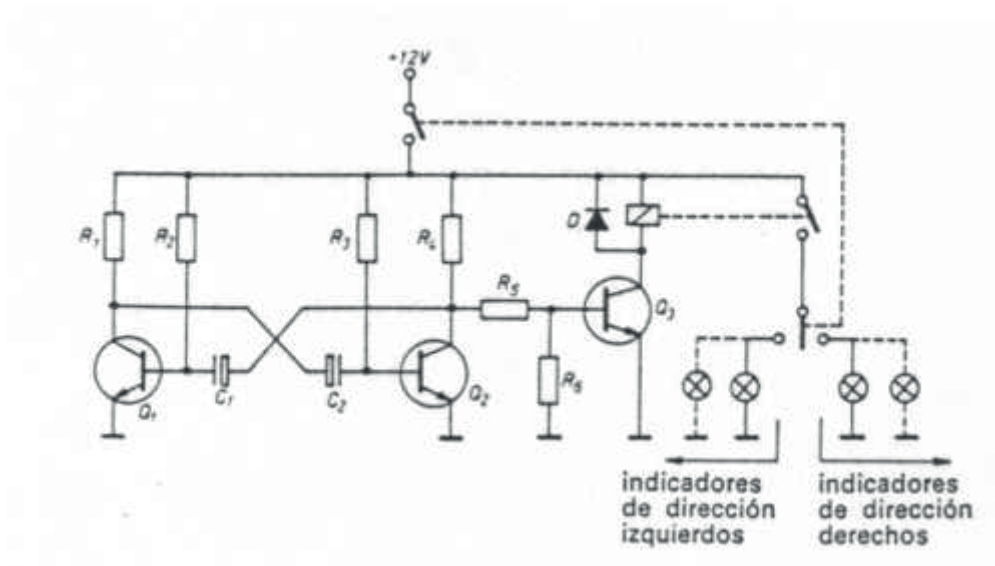 +12V
R1
R2
R3
R4
D
R5
Q3
C1
C2
R6
Q1
Q2
indicadores
de dirección
izquierdos
indicadores
de dirección
derechos